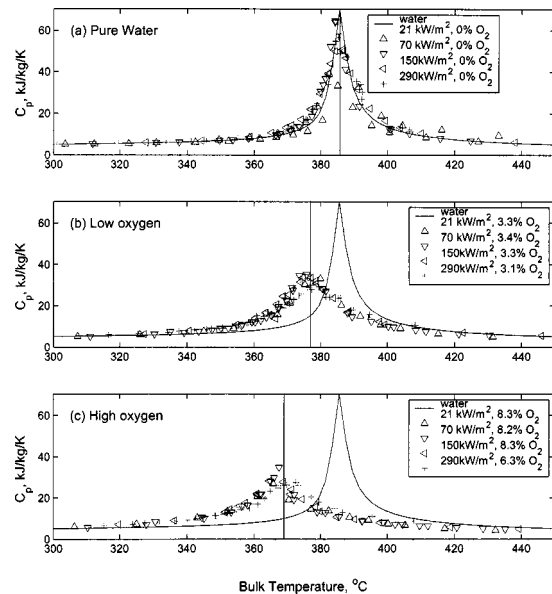 (a) Pure Water
water
21 kW/m², 0% O₂
70 kW/m², 0% O₂
150kW/m², 0% O₂
290kW/m², 0% O₂
Cp, kJ/kg/K
60
40
20
0
300 320 340 360 380 400 420 440
(b) Low oxygen
water
21 kW/m², 3.3% O₂
70 kW/m², 3.4% O₂
150kW/m², 3.3% O₂
290kW/m², 3.1% O₂
Cp, kJ/kg/K
60
40
20
0
300 320 340 360 380 400 420 440
(c) High oxygen
water
21 kW/m², 8.3% O₂
70 kW/m², 8.2% O₂
150kW/m², 8.3% O₂
290kW/m², 6.3% O₂
Cp, kJ/kg/K
60
40
20
0
300 320 340 360 380 400 420 440
Bulk Temperature, °C